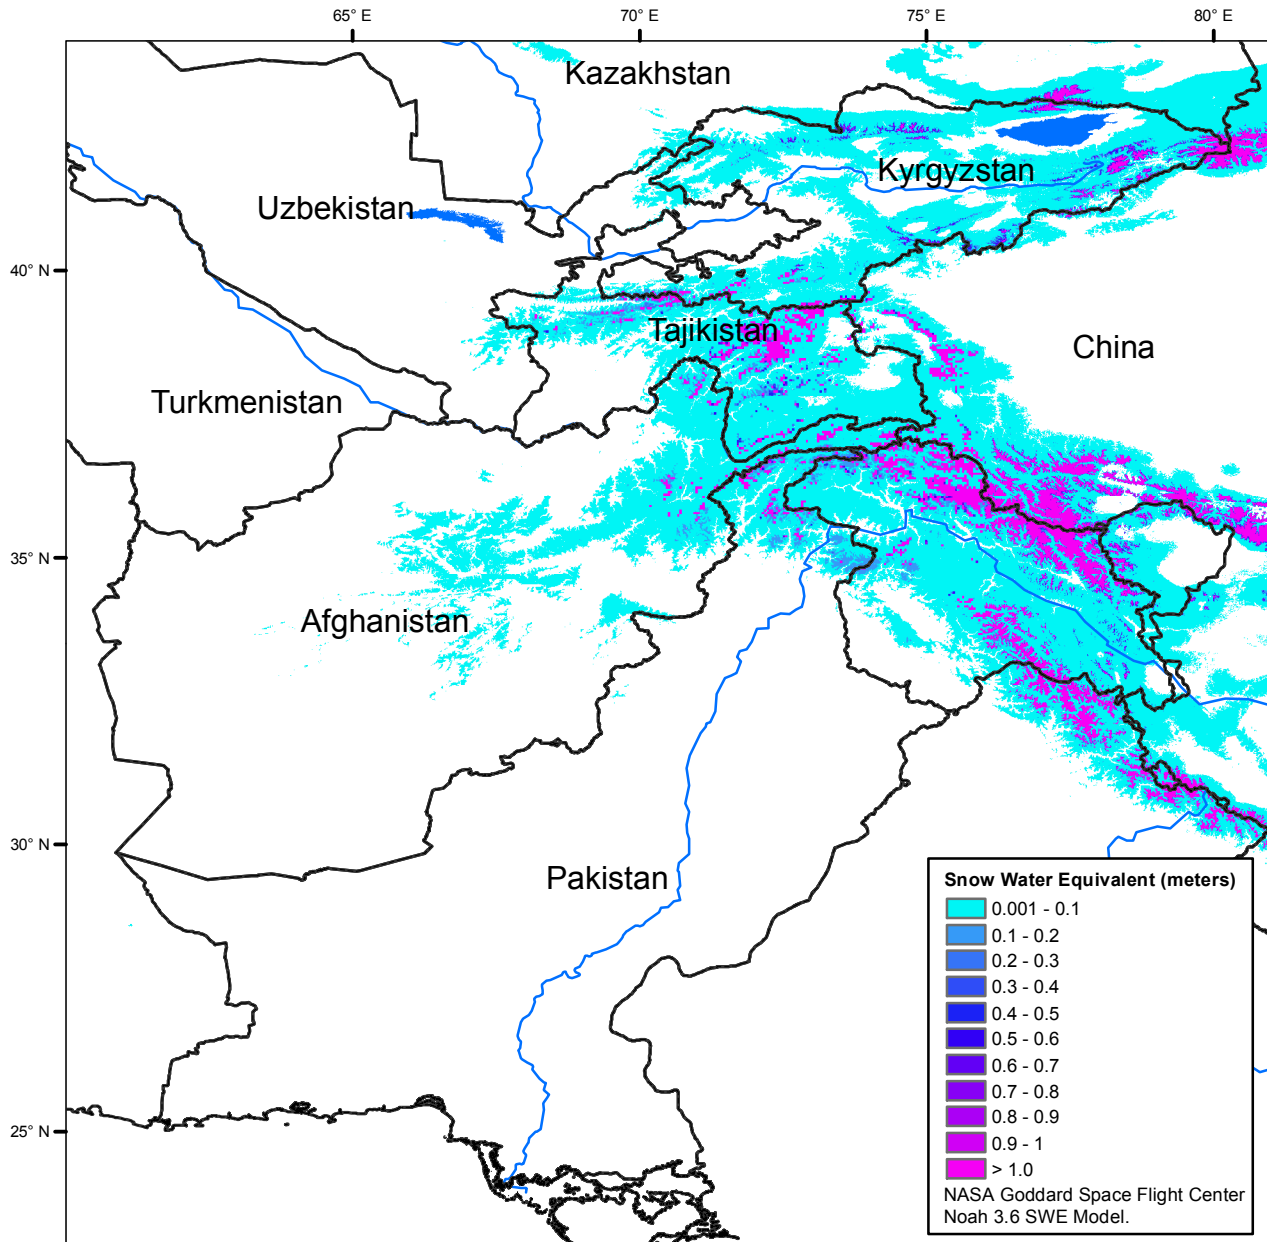 65° E
70° E
75° E
80° E
Kazakhstan
Kyrgyzstan
Uzbekistan
40° N
Tajikistan
China
Turkmenistan
35° N
Afghanistan
30° N
Pakistan
25° N
Snow Water Equivalent (meters)
0.001 - 0.1
0.1 - 0.2
0.2 - 0.3
0.3 - 0.4
0.4 - 0.5
0.5 - 0.6
0.6 - 0.7
0.7 - 0.8
0.8 - 0.9
0.9 - 1
> 1.0
NASA Goddard Space Flight Center
Noah 3.6 SWE Model.